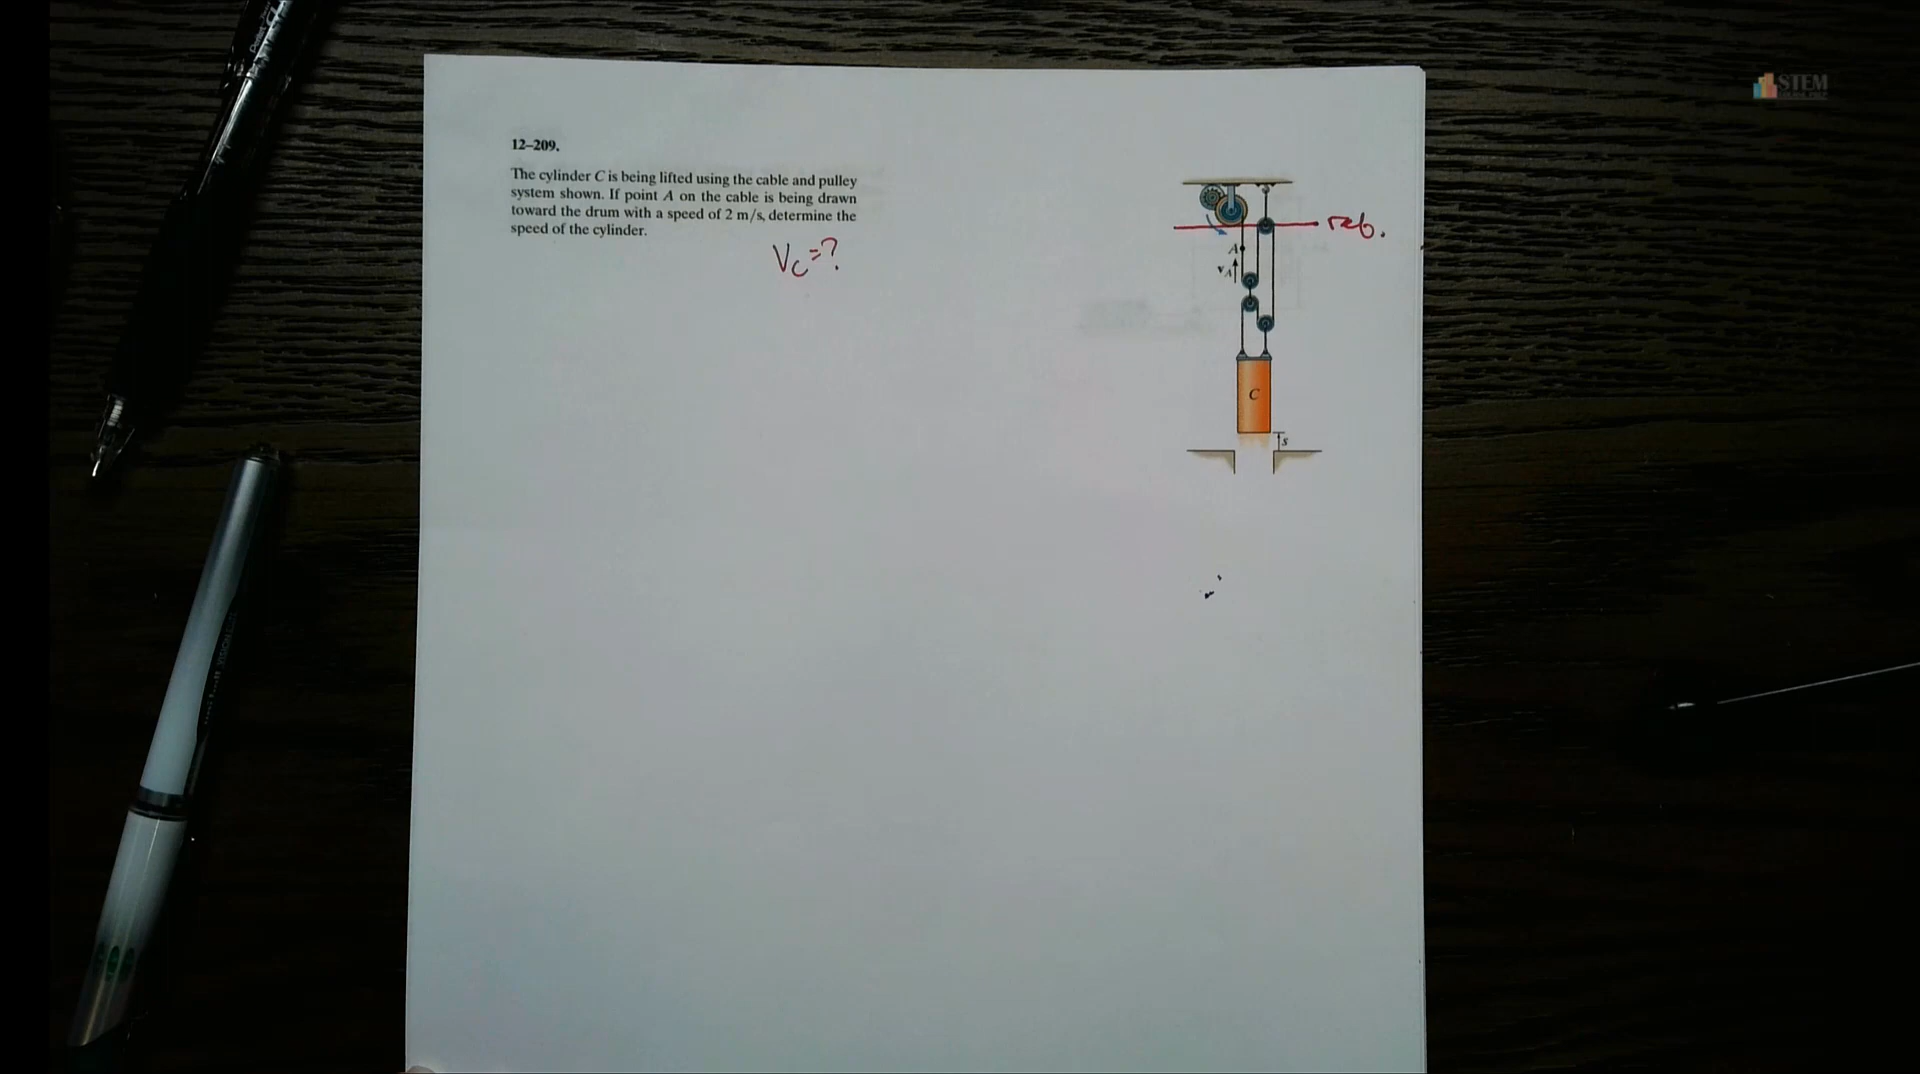 STEM
12–209.
The cylinder C is being lifted using the cable and pulley
system shown. If point A on the cable is being drawn
toward the drum with a speed of 2 m/s, determine the
speed of the cylinder.
Vc=?
ref.
A
vA
C
s